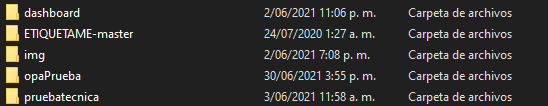 dashboard 2/06/2021 11:06 p. m. Carpeta de archivos
ETIQUETAME-master 24/07/2020 1:27 a. m. Carpeta de archivos
img 2/06/2021 7:08 p. m. Carpeta de archivos
opaPrueba 30/06/2021 3:55 p. m. Carpeta de archivos
pruebatecnica 3/06/2021 11:58 a. m. Carpeta de archivos